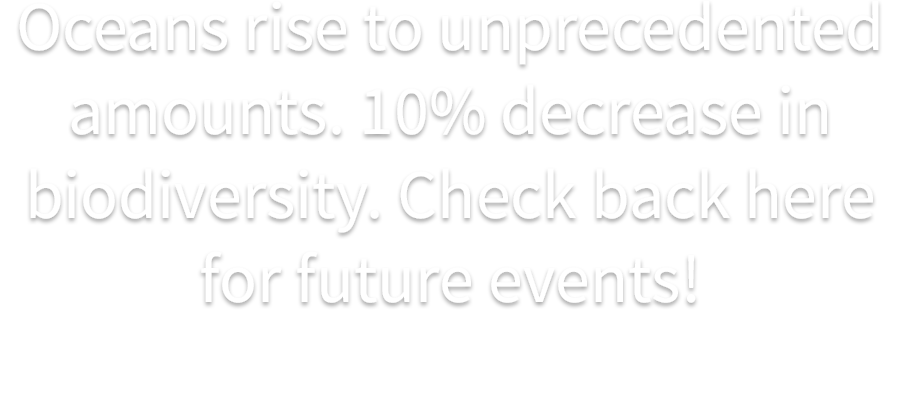 Oceans rise to unprecedented
amounts. 10% decrease in
biodiversity. Check back here
for future events!